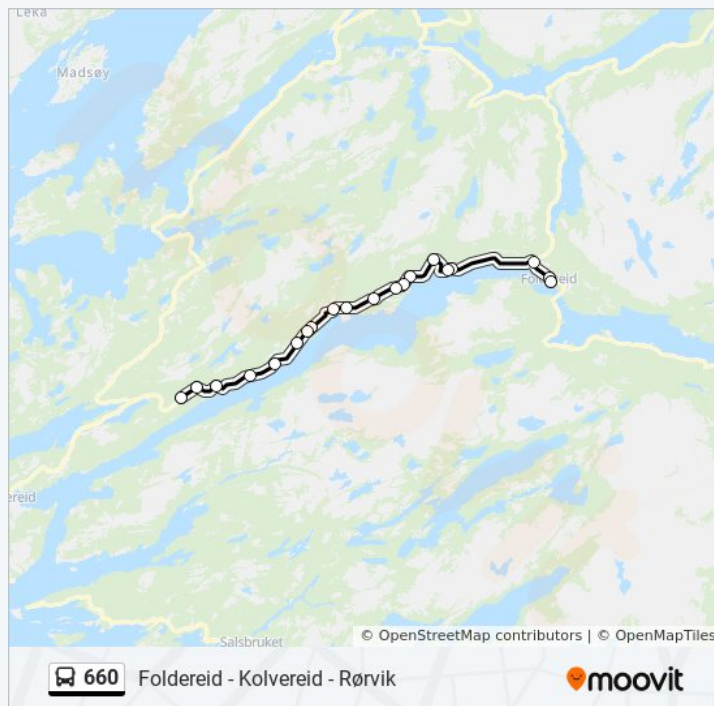 Leka
Madsøy
Foldereid
ereid
Salsbruket
© OpenStreetMap contributors | © OpenMapTiles
660 Foldereid - Kolvereid - Rørvik
moovit